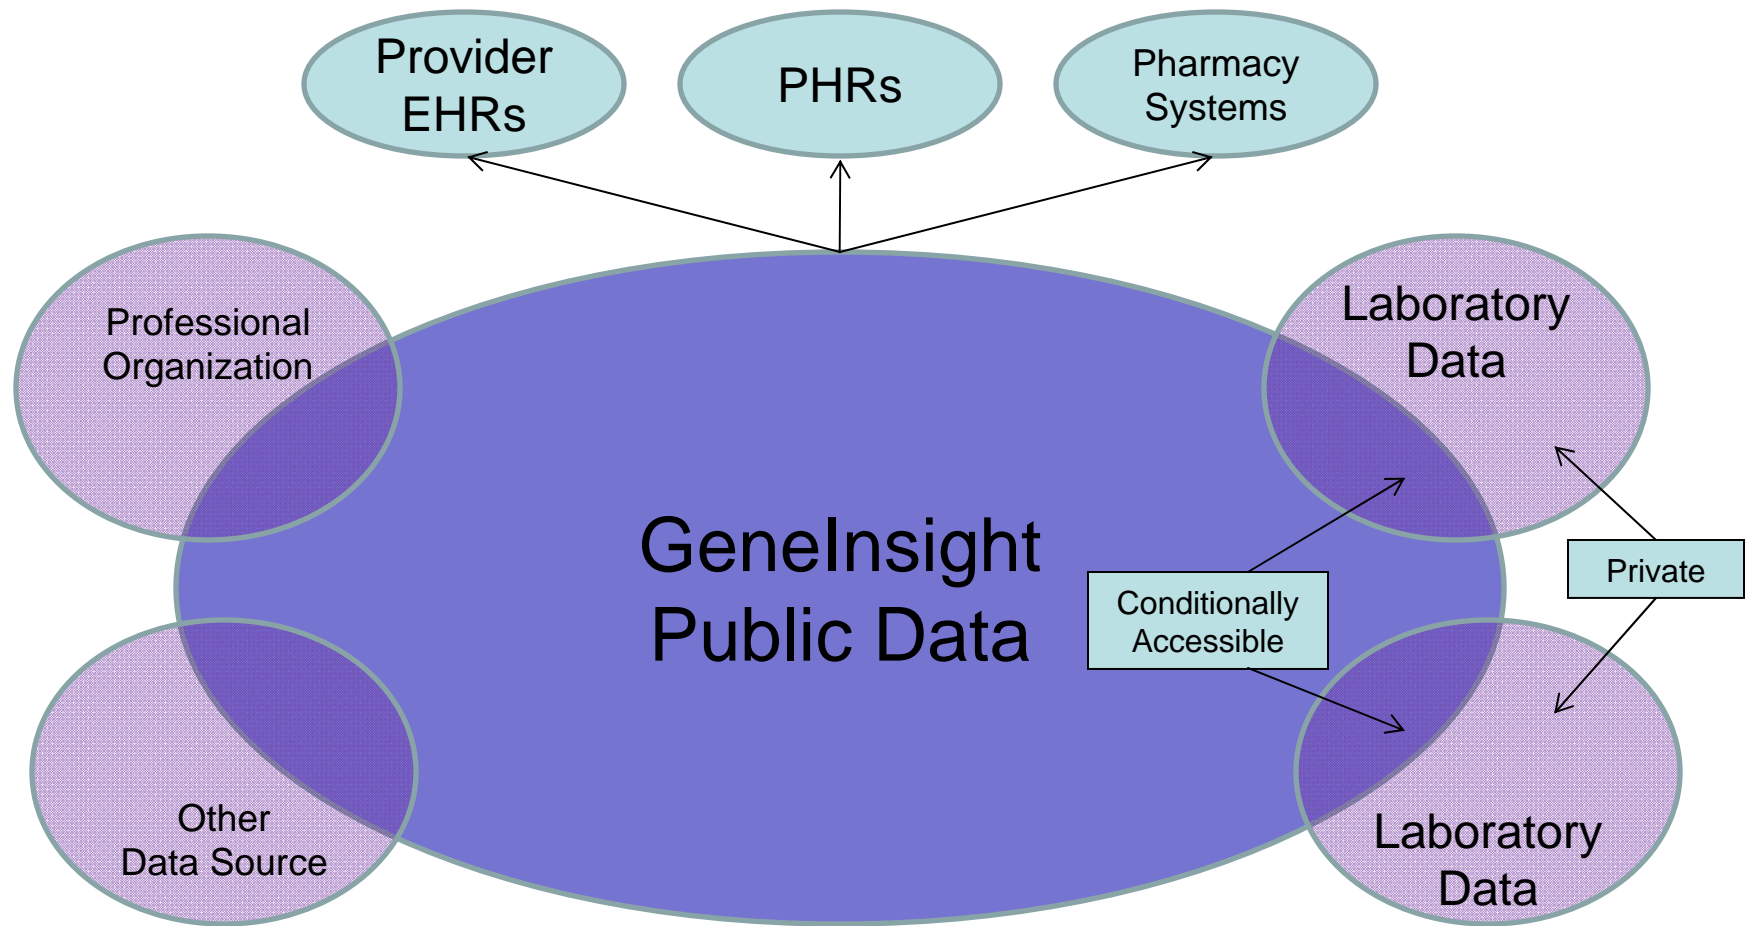 Provider
EHRs
PHRs
Pharmacy
Systems
Professional
Organization
Laboratory
Data
GeneInsight
Public Data
Conditionally
Accessible
Private
Other
Data Source
Laboratory
Data